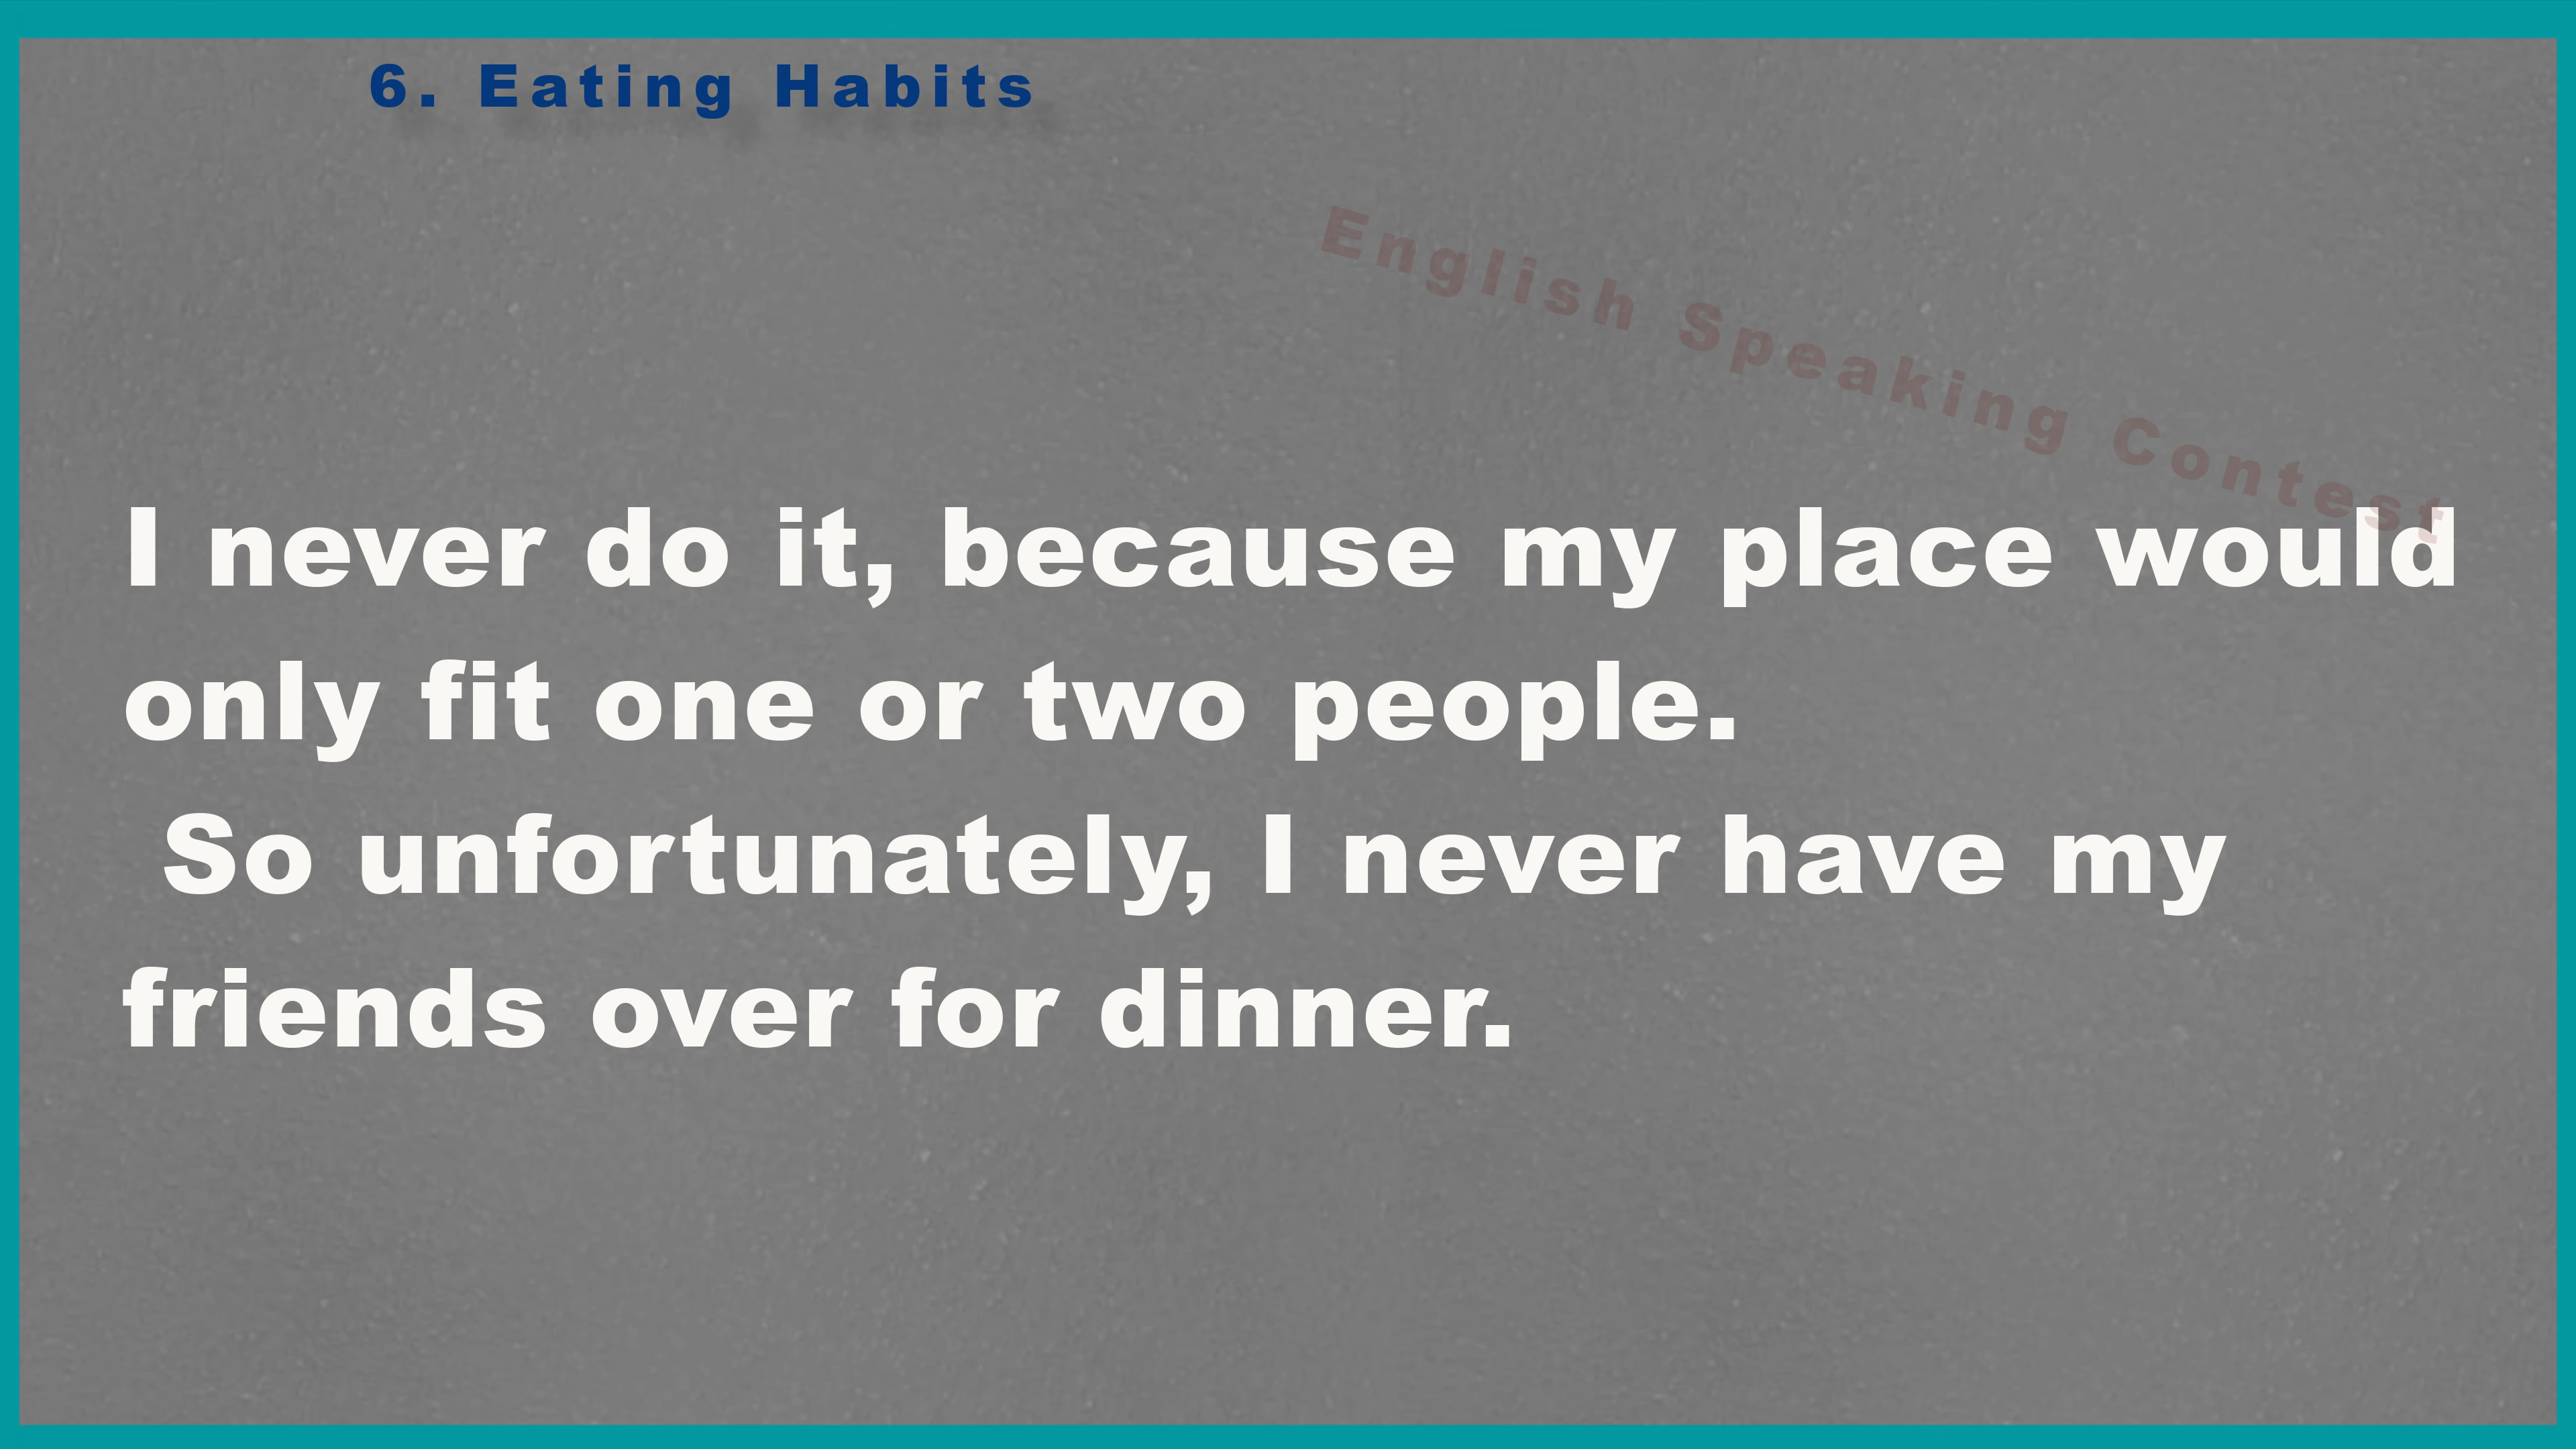 6. Eating Habits
English Speaking Contest
I never do it, because my place would
only fit one or two people.
So unfortunately, I never have my
friends over for dinner.